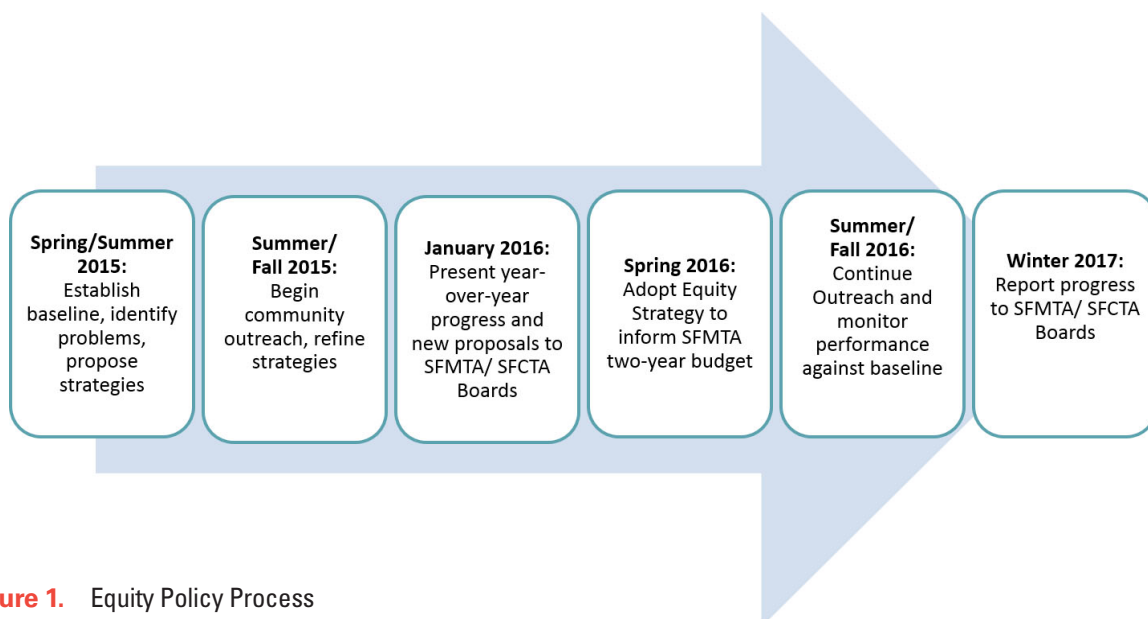 Spring/Summer
2015:
Establish
baseline, identify
problems,
propose
strategies
Summer/
Fall 2015:
Begin
community
outreach, refine
strategies
January 2016:
Present year-
over-year
progress and
new proposals to
SFMTA/ SFCTA
Boards
Spring 2016:
Adopt Equity
Strategy to
inform SFMTA
two-year budget
Summer/
Fall 2016:
Continue
Outreach and
monitor
performance
against baseline
Winter 2017:
Report progress
to SFMTA/ SFCTA
Boards
ure 1. Equity Policy Process